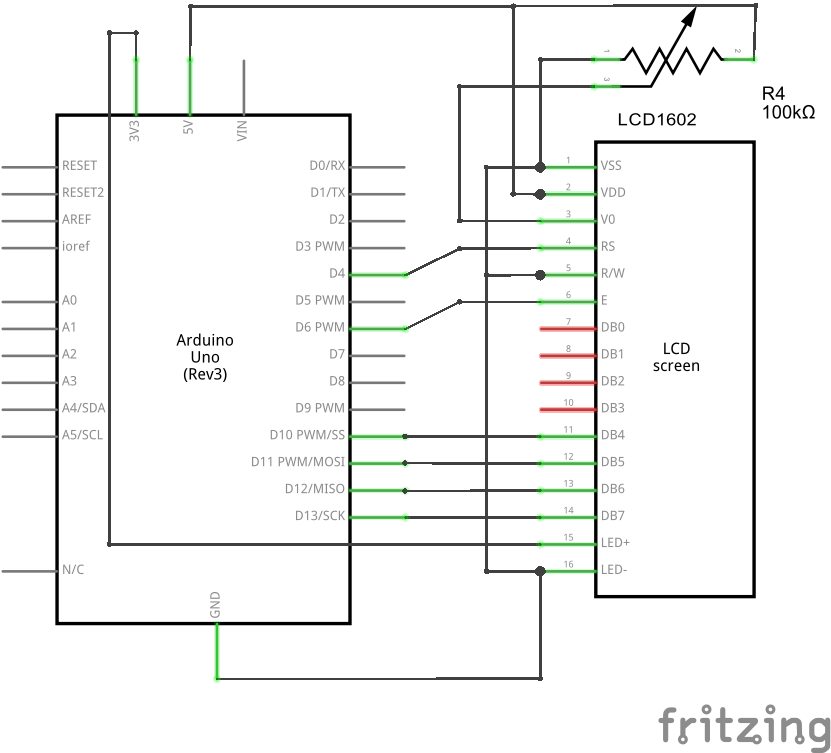 1
2
3
R4
100kΩ
LCD1602
3V3
5V
VIN
RESET
RESET2
AREF
ioref
A0
A1
A2
A3
A4/SDA
A5/SCL
N/C
Arduino
Uno
(Rev3)
D0/RX
D1/TX
D2
D3 PWM
D4
D5 PWM
D6 PWM
D7
D8
D9 PWM
D10 PWM/SS
D11 PWM/MOSI
D12/MISO
D13/SCK
GND
1 VSS
2 VDD
3 V0
4 RS
5 R/W
6 E
7 DB0
8 DB1
9 DB2
10 DB3
11 DB4
12 DB5
13 DB6
14 DB7
15 LED+
16 LED-
LCD
screen
fritzing